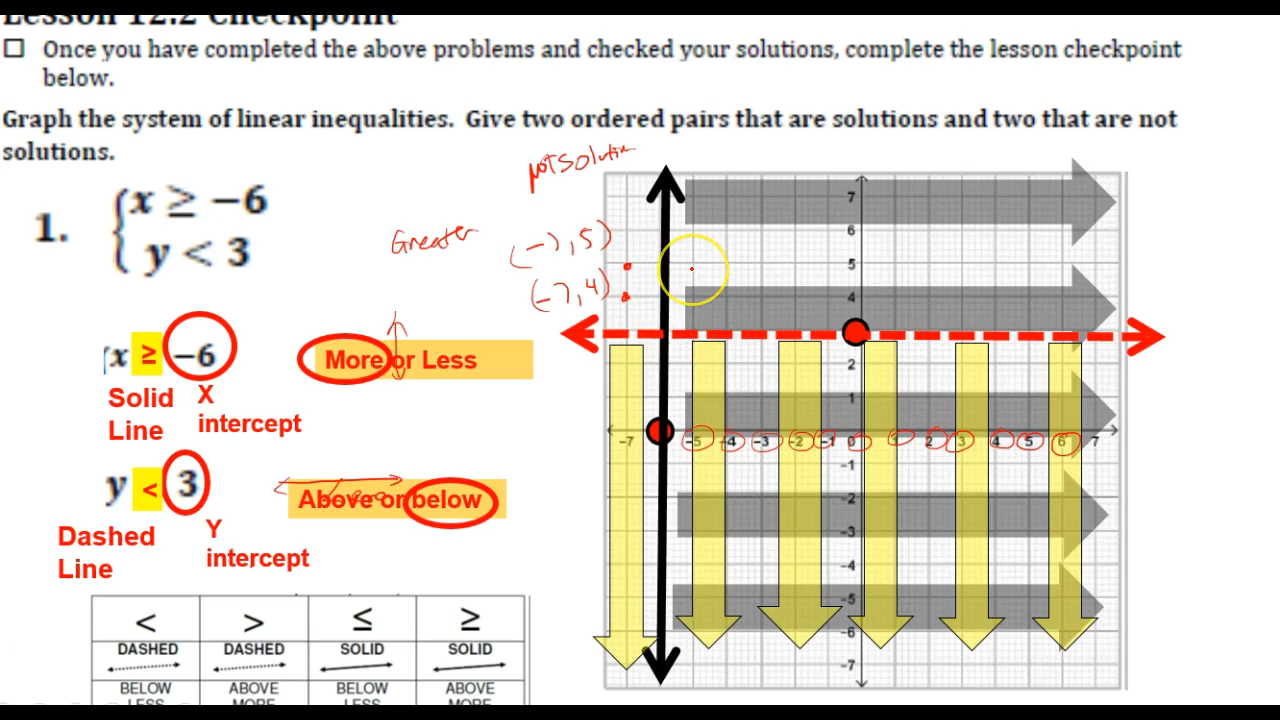 Lesson 12.2 Checkpoint
☐ Once you have completed the above problems and checked your solutions, complete the lesson checkpoint
below.
Graph the system of linear inequalities. Give two ordered pairs that are solutions and two that are not
solutions.
not solution
1. { x ≥ −6
y < 3
Greater
(-7, 5)
(-7, 4)
x ≥ −6
More or Less
Solid
Line
X
intercept
y < 3
Above or below
Dashed
Line
Y
intercept
< > ≤ ≥
DASHED DASHED SOLID SOLID
BELOW ABOVE BELOW ABOVE
LESS MORE LESS MORE
7
6
5
4
2
1
-7 -5 -4 -3 -2 -1 0 2 3 4 5 6 7
-1
-2
-3
-4
-5
-6
-7